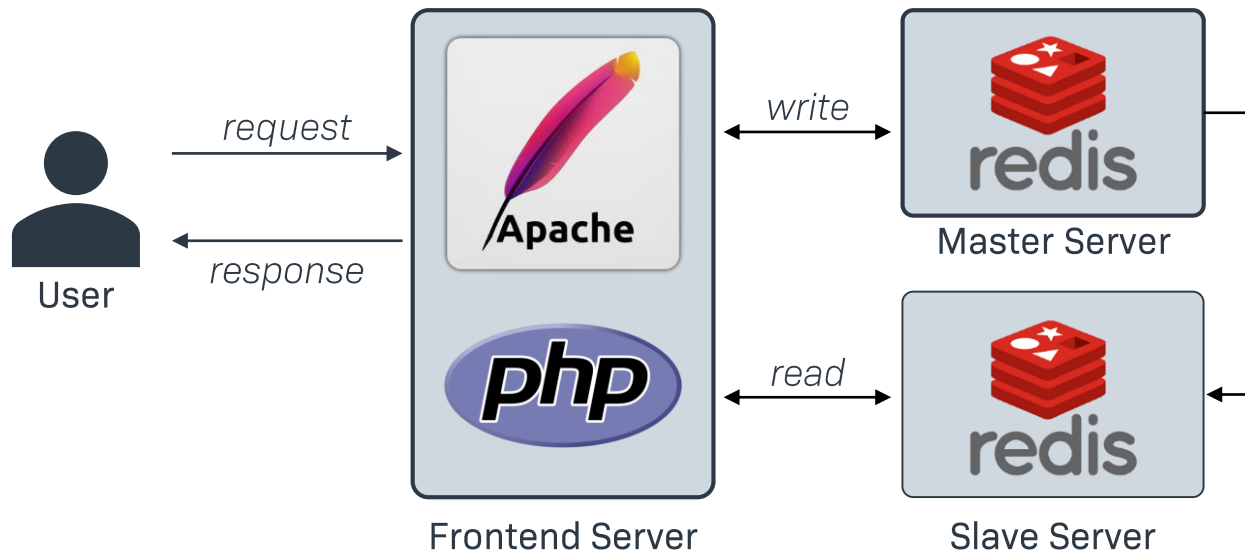 request
response
User
Apache
php
Frontend Server
write
read
redis
Master Server
redis
Slave Server